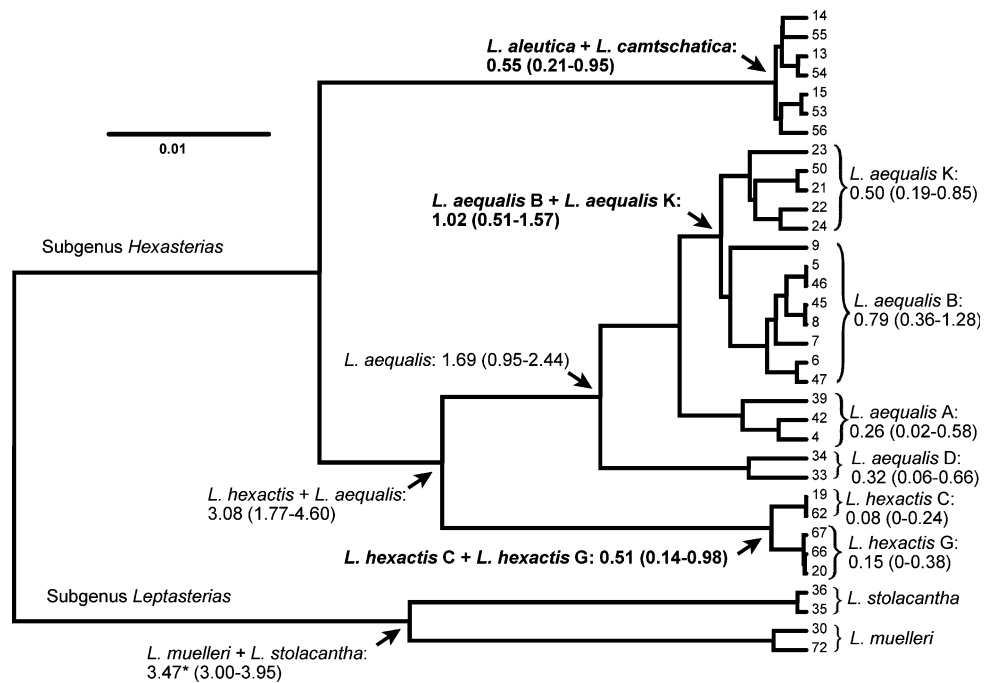 14
55
L. aleutica + L. camtschatica:
0.55 (0.21-0.95)
13
54
15
53
56
0.01
23
50
21
22
24
L. aequalis K:
0.50 (0.19-0.85)
L. aequalis B + L. aequalis K:
1.02 (0.51-1.57)
Subgenus Hexasterias
9
5
46
45
8
7
6
47
L. aequalis B:
0.79 (0.36-1.28)
L. aequalis: 1.69 (0.95-2.44)
39
42
4
L. aequalis A:
0.26 (0.02-0.58)
34
33
L. aequalis D:
0.32 (0.06-0.66)
L. hexactis + L. aequalis:
3.08 (1.77-4.60)
19
62
L. hexactis C:
0.08 (0-0.24)
L. hexactis C + L. hexactis G: 0.51 (0.14-0.98)
67
66
20
L. hexactis G:
0.15 (0-0.38)
Subgenus Leptasterias
36
35
L. stolacantha
30
72
L. muelleri
L. muelleri + L. stolacantha:
3.47* (3.00-3.95)